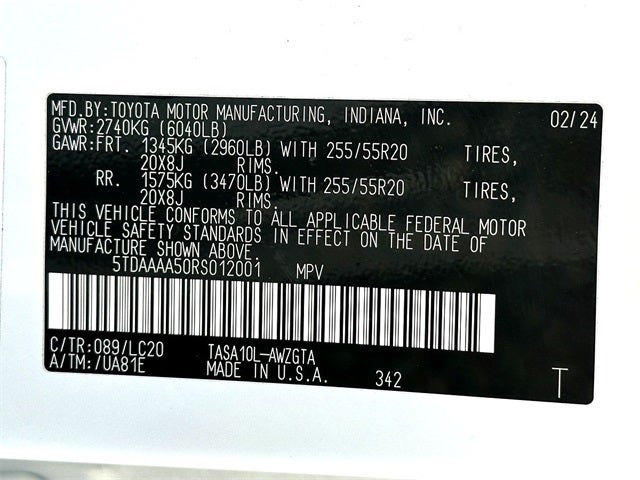 MFD.BY:TOYOTA MOTOR MANUFACTURING, INDIANA, INC. 02/24
GVWR:2740KG (6040LB)
GAWR:FRT. 1345KG (2960LB) WITH 255/55R20 TIRES,
20X8J RIMS.
RR. 1575KG (3470LB) WITH 255/55R20 TIRES,
20X8J RIMS.
THIS VEHICLE CONFORMS TO ALL APPLICABLE FEDERAL MOTOR
VEHICLE SAFETY STANDARDS IN EFFECT ON THE DATE OF
MANUFACTURE SHOWN ABOVE.
5TDAAAA50RS012001 MPV
C/TR:089/LC20 TASA10L-AWZGTA
A/TM:/UA81E MADE IN U.S.A. 342 T